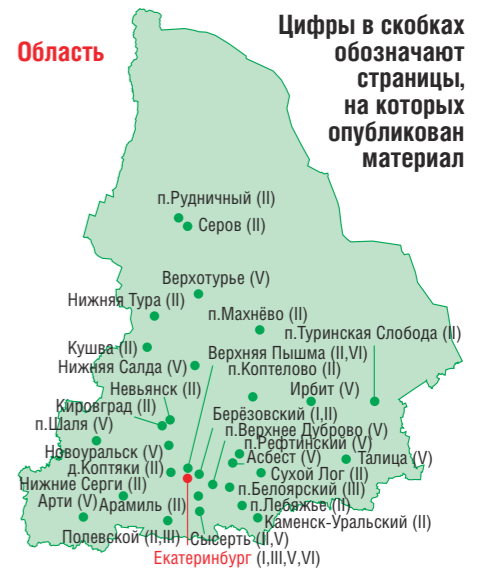 Цифры в скобках
обозначают
страницы,
на которых
опубликован
материал
Область
п.Рудничный (II)
Серов (II)
Верхотурье (V)
Нижняя Тура (II)
п.Махнёво (II)
п.Туринская Слобода (II)
Кушва (II)
Верхняя Пышма (II,VI)
Нижняя Салда (V)
п.Коптелово (II)
Невьянск (II)
Ирбит (V)
Кировград (II)
Берёзовский (I,II)
п.Шаля (V)
п.Верхнее Дуброво (V)
п.Рефтинский (V)
Новоуральск (V)
Асбест (V)
Талица (V)
д.Коптяки (II)
Сухой Лог (II)
Нижние Серги (II)
п.Белоярский (III)
Арти (V)
Арамиль (II)
п.Лебяжье (II)
Каменск-Уральский (II)
Полевской (II,III)
Сысерть (II,V)
Екатеринбург (I,III,V,VI)